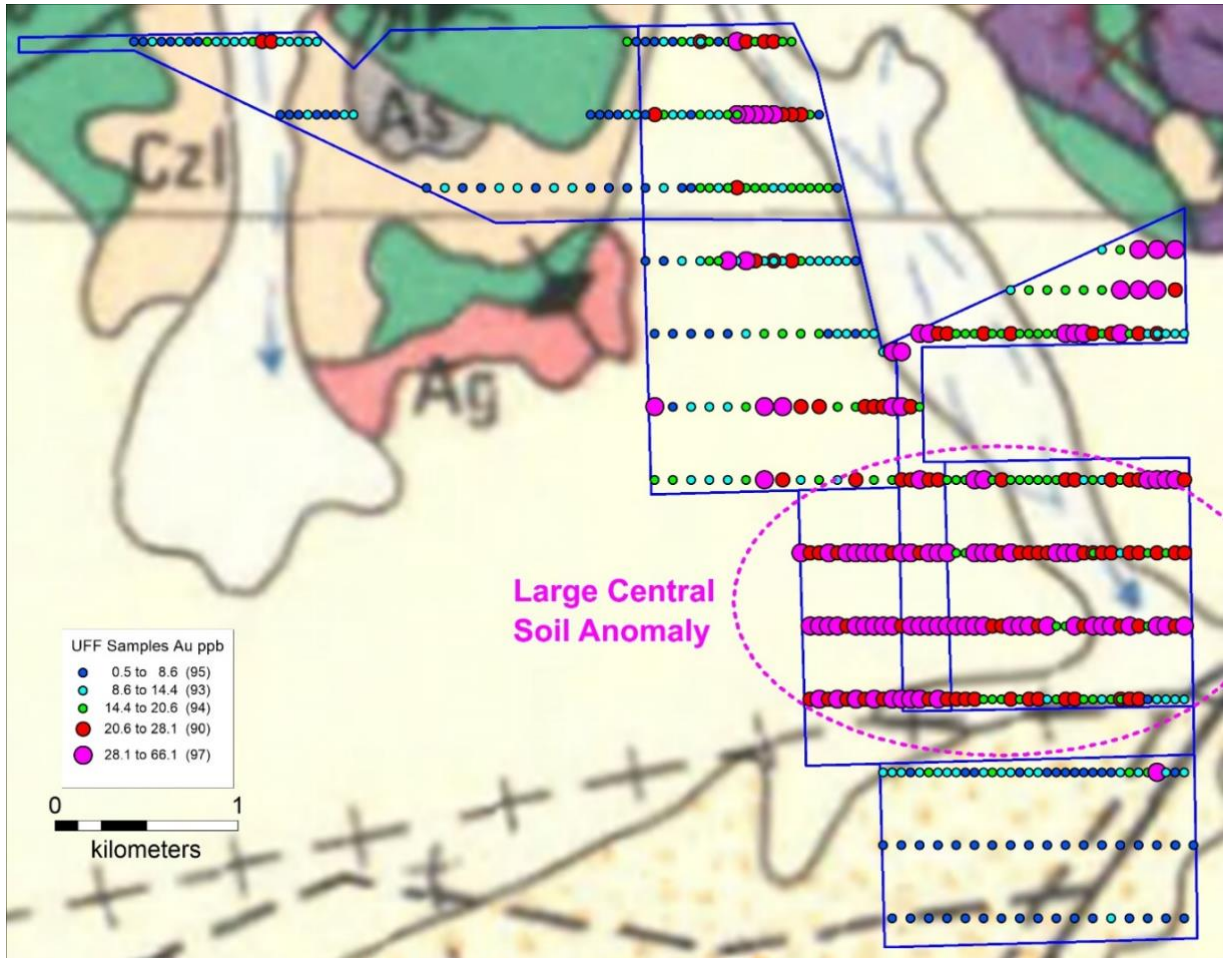 As
Czl
Ag
Large Central
Soil Anomaly
UFF Samples Au ppb
0.5 to 8.6 (95)
8.6 to 14.4 (93)
14.4 to 20.6 (94)
20.6 to 28.1 (90)
28.1 to 66.1 (97)
0 1
kilometers